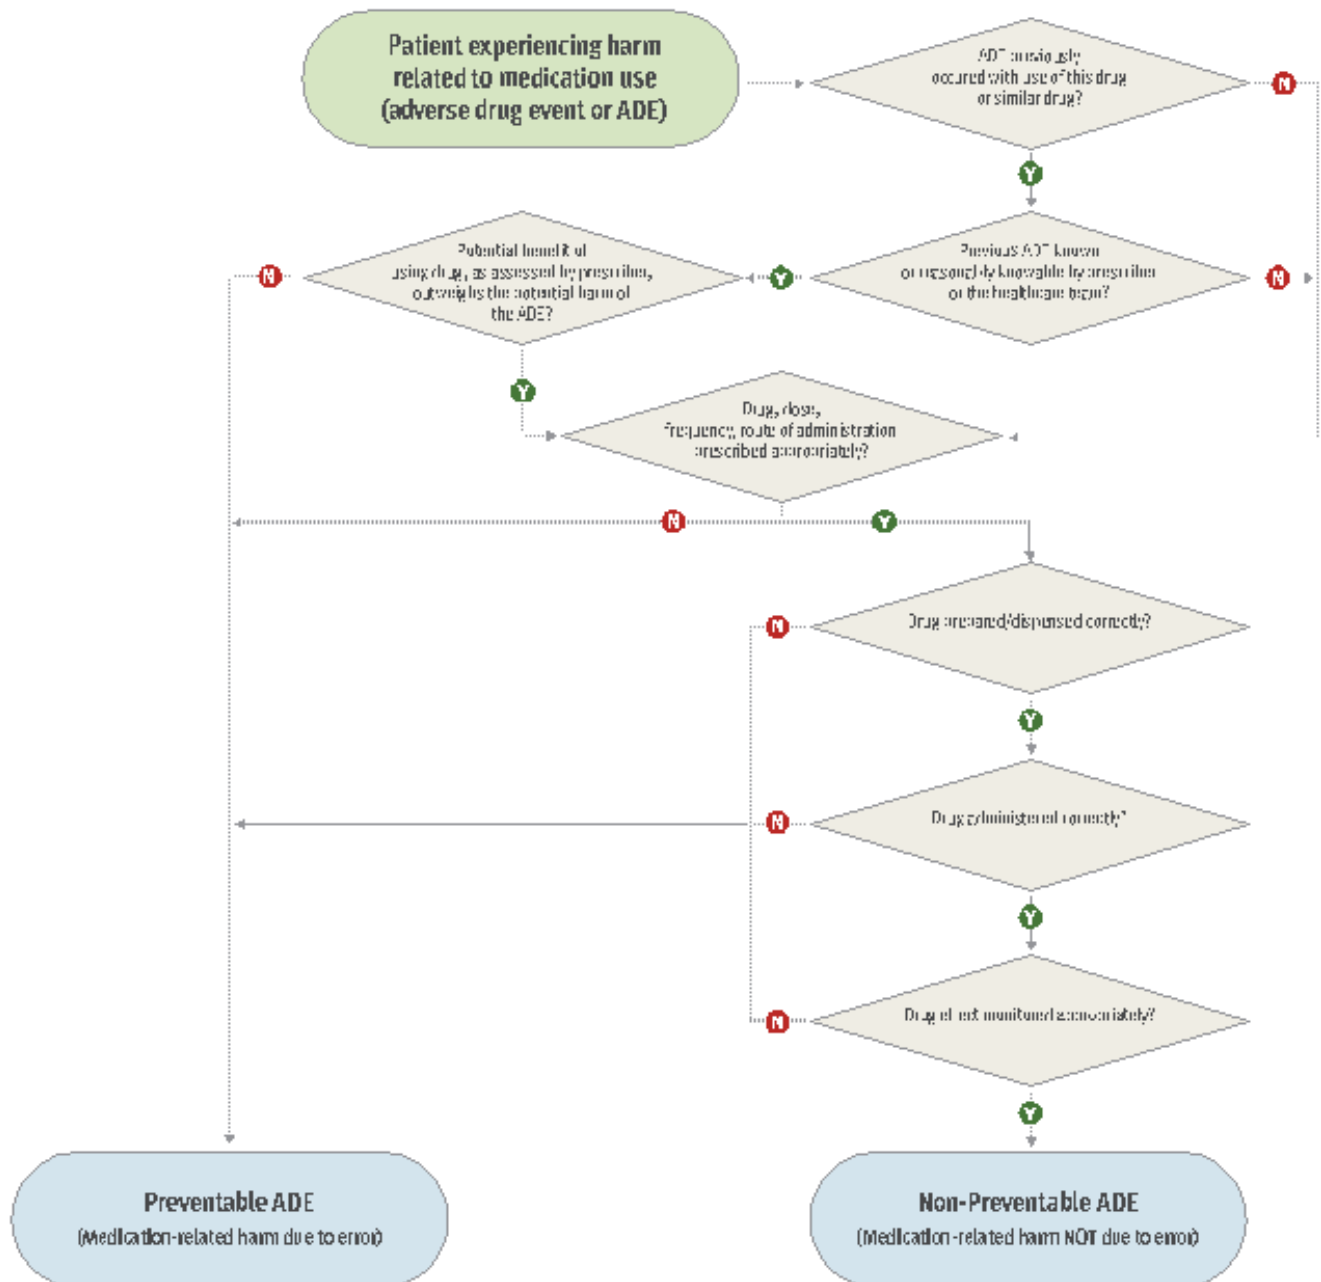 Patient experiencing harm
related to medication use
(adverse drug event or ADE)
ADE previously
occured with use of this drug
or similar drug?
N
Y
Potential benefit of
using drug, as assessed by prescriber,
outweighs the potential harm of
the ADE?
Previous ADE known
or reasonably knowable by prescriber
or the healthcare team?
N
Y
N
Y
Drug, dose,
frequency, route of administration
prescribed appropriately?
N
Y
Drug prepared/dispensed correctly?
N
Y
Drug administered correctly?
N
Y
Drug effect monitored appropriately?
N
Y
Preventable ADE
(Medication-related harm due to error)
Non-Preventable ADE
(Medication-related harm NOT due to error)